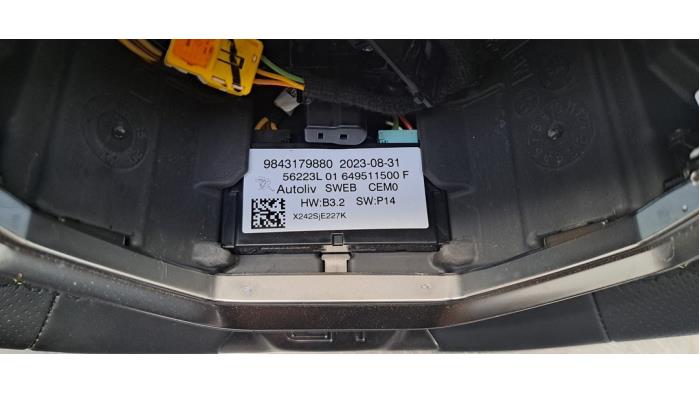 9843179880 2023-08-31
56223L 01 649511500 F
Autoliv SWEB CEM0
HW:B3.2 SW:P14
X242SjE227K